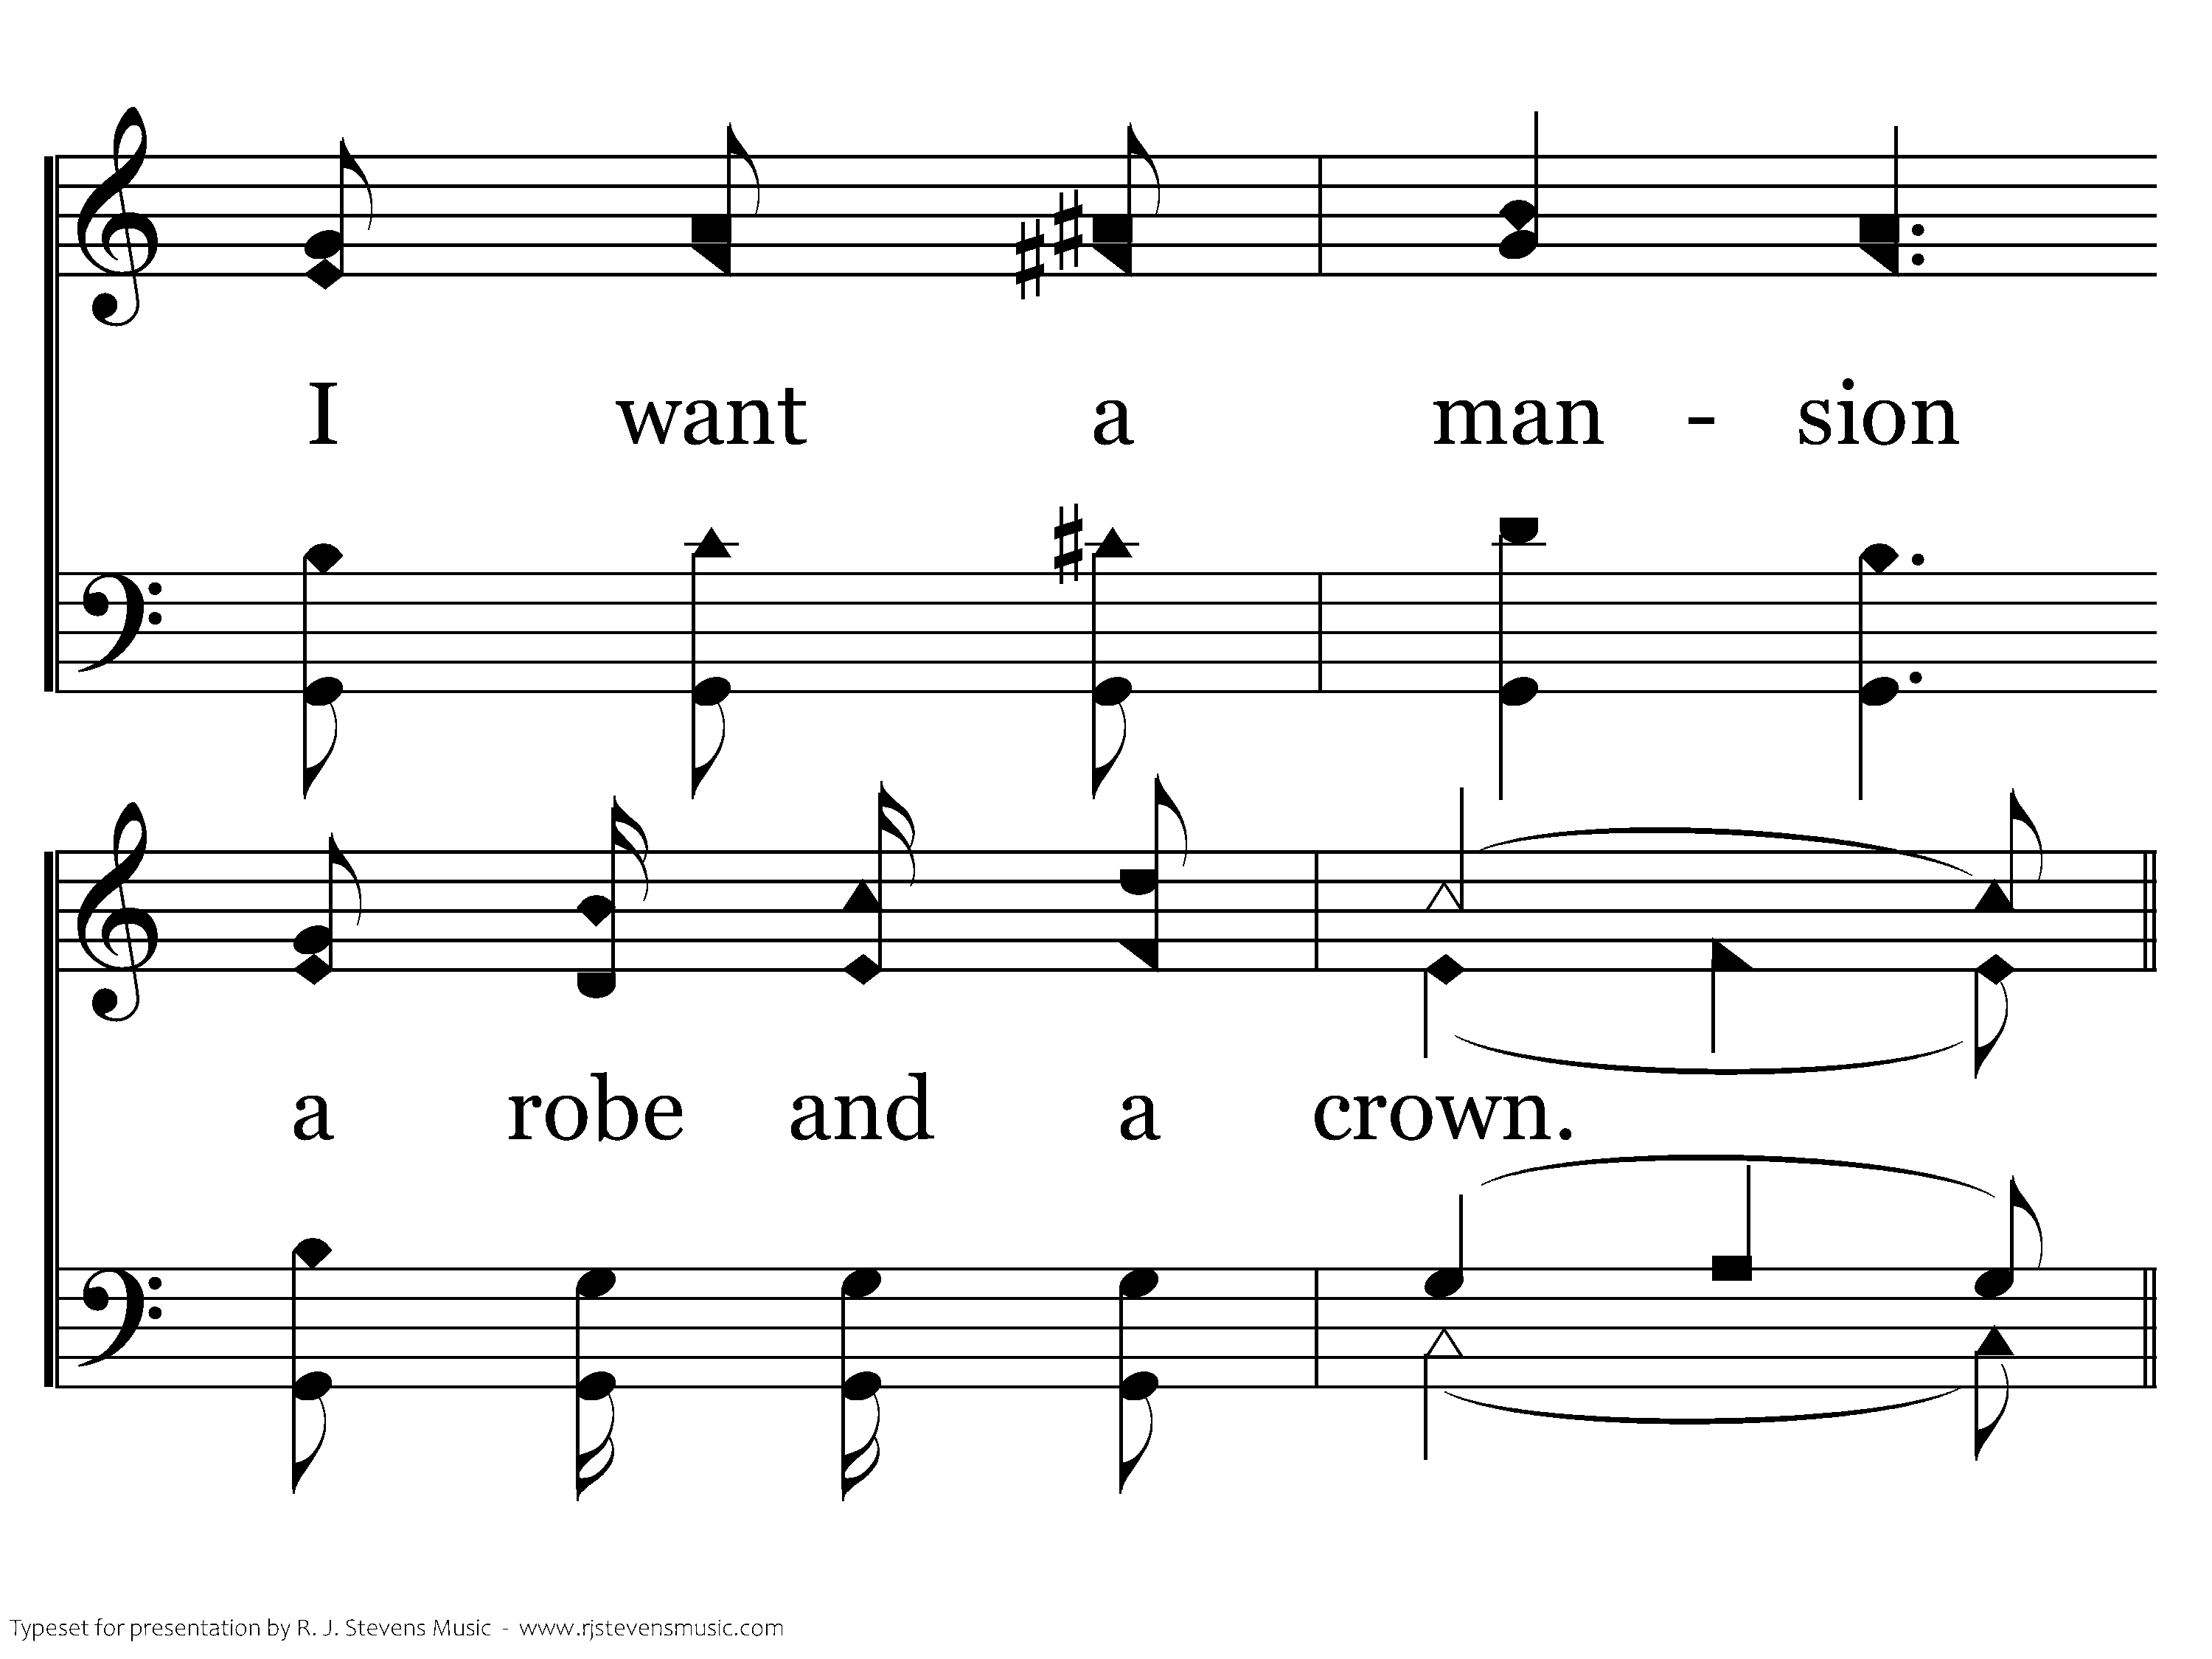 I want a man - sion
a robe and a crown.
Typeset for presentation by R. J. Stevens Music - www.rjstevensmusic.com